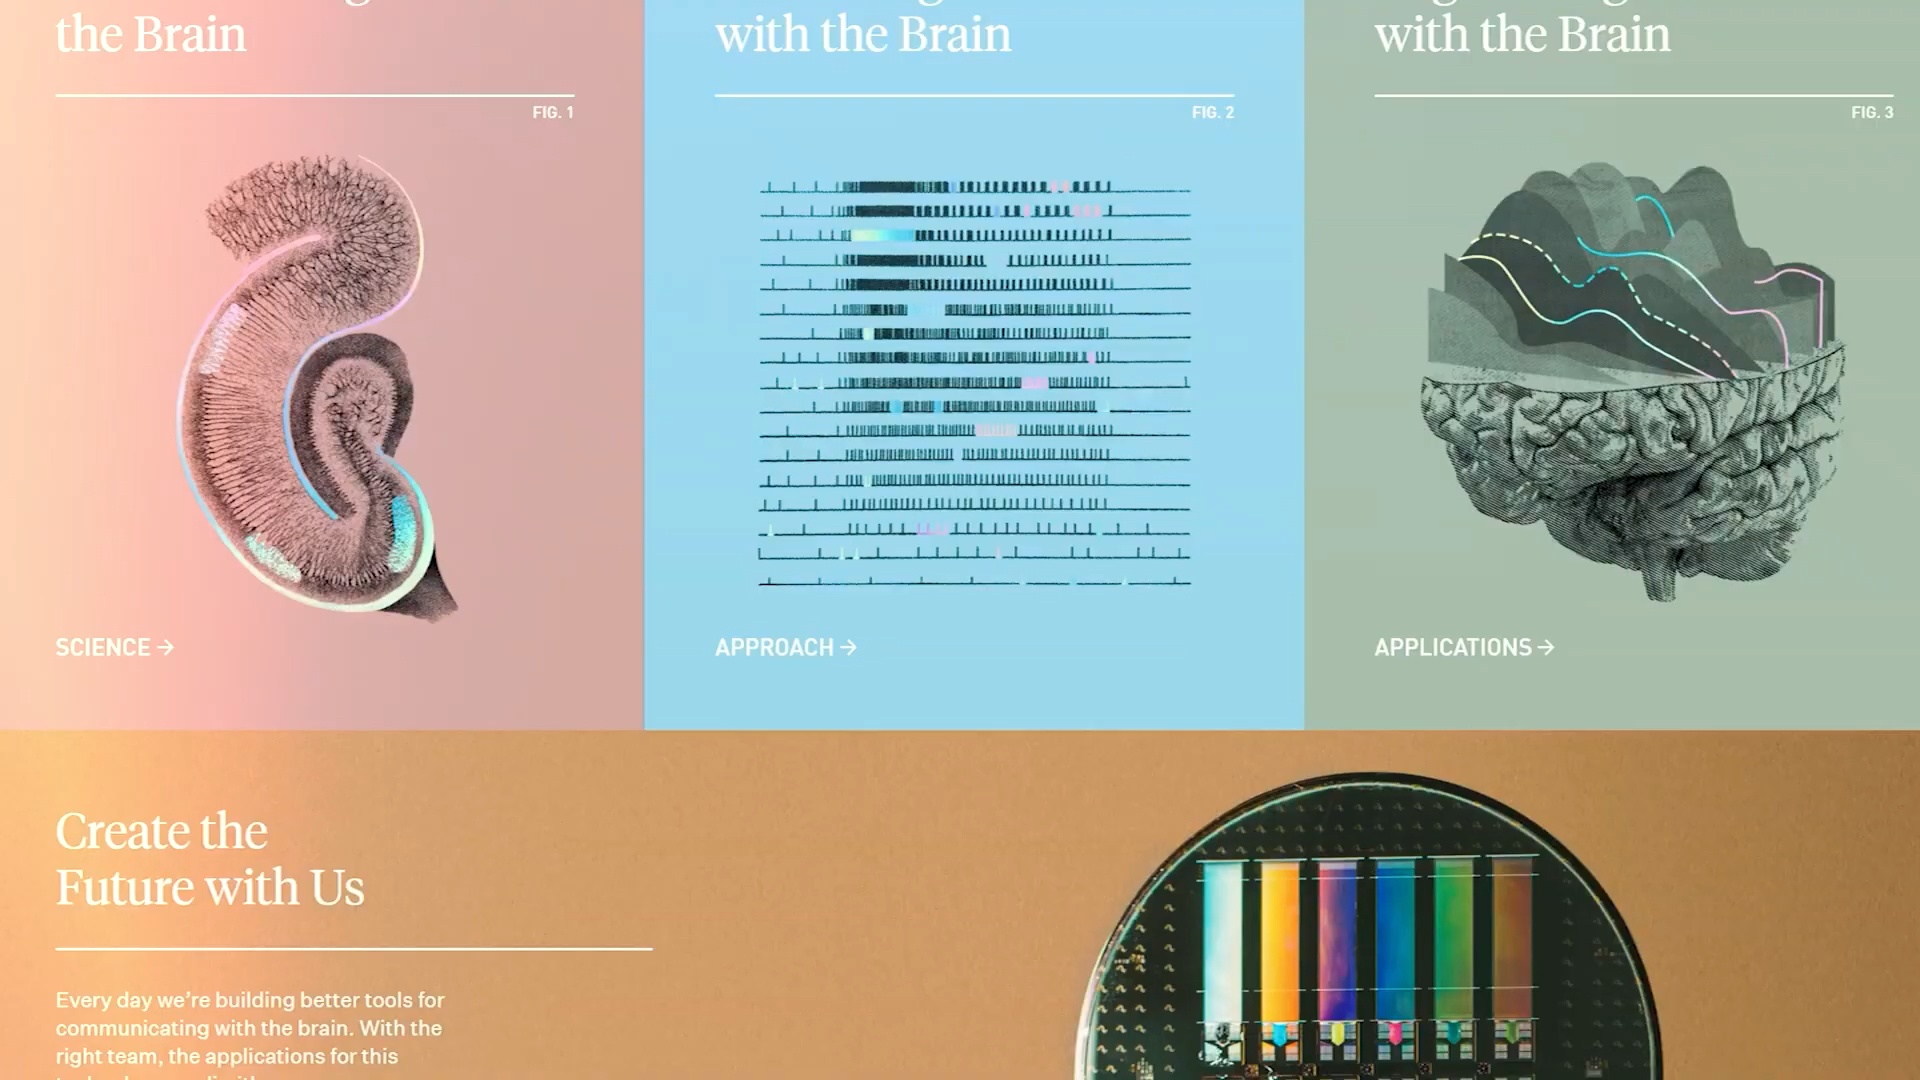 the Brain
with the Brain
with the Brain
FIG. 1
FIG. 2
FIG. 3
SCIENCE →
APPROACH →
APPLICATIONS →
Create the
Future with Us
Every day we’re building better tools for
communicating with the brain. With the
right team, the applications for this